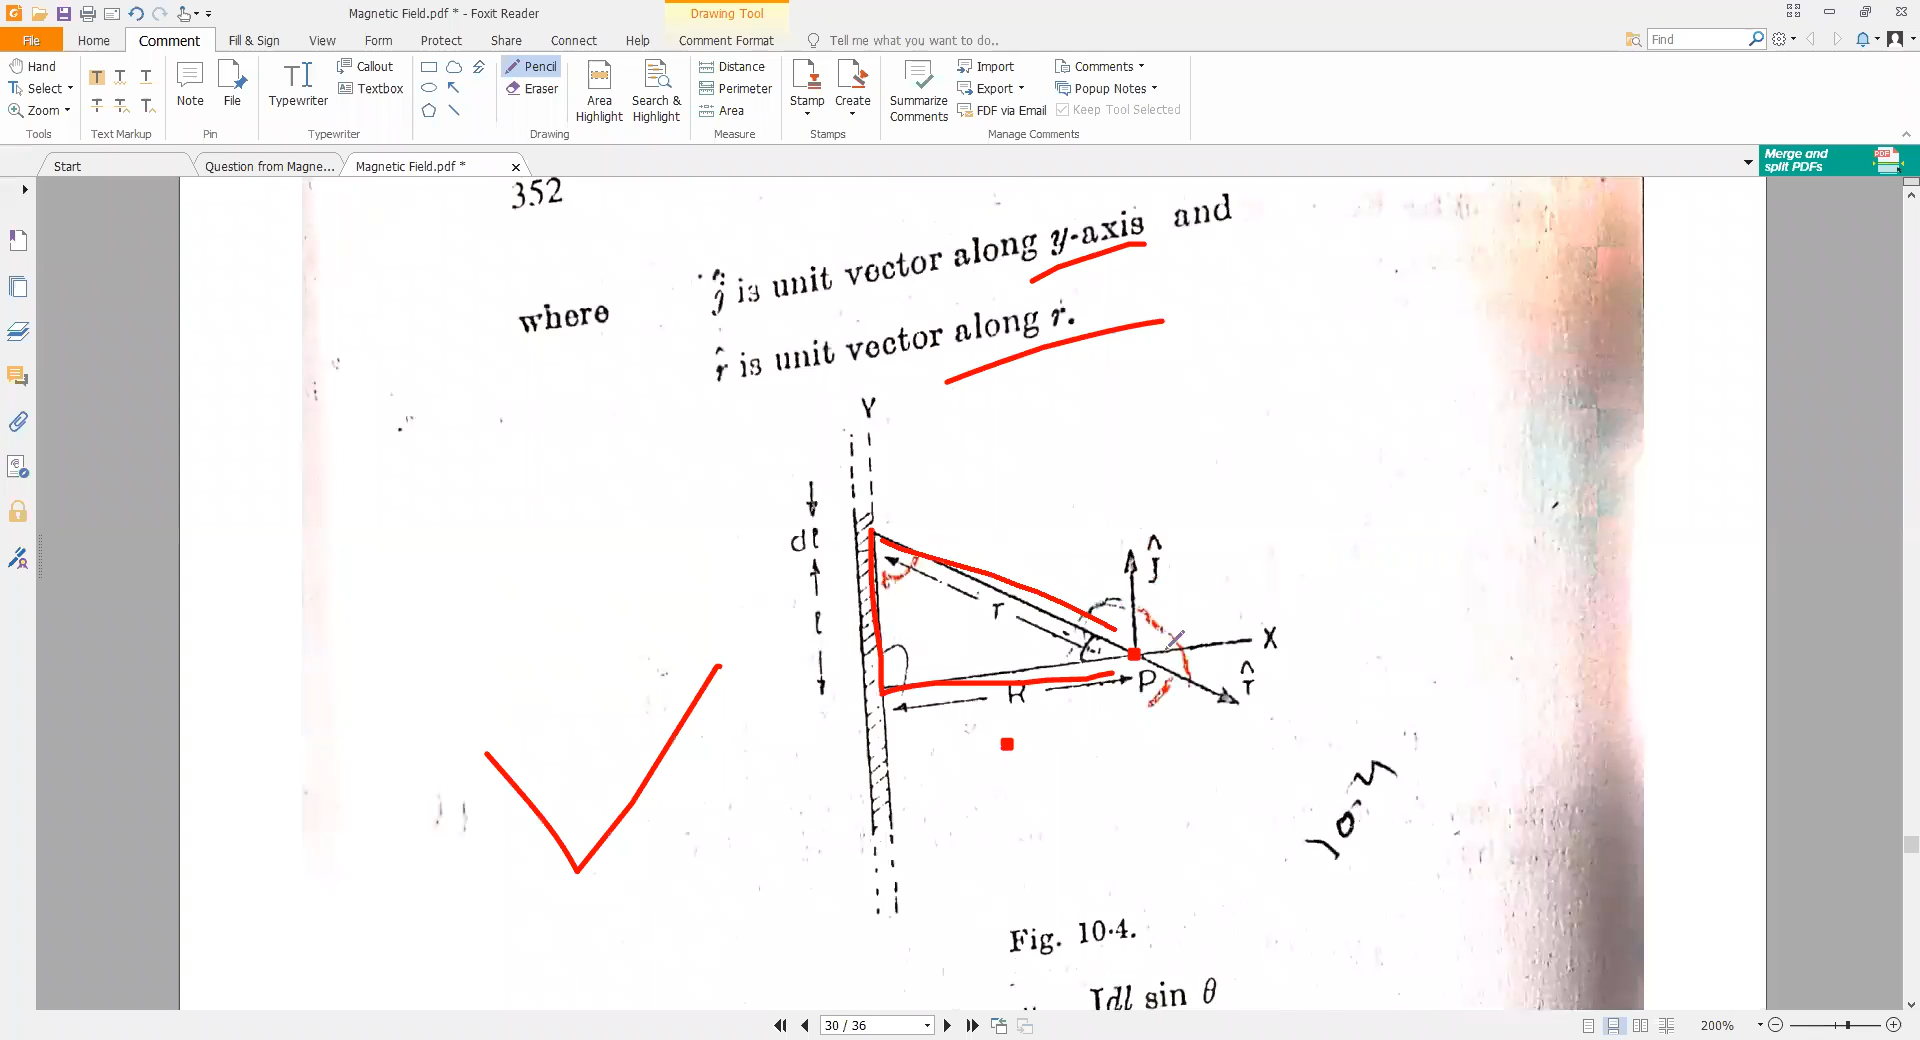 Magnetic Field.pdf * - Foxit Reader
Drawing Tool
File
Home
Comment
Fill & Sign
View
Form
Protect
Share
Connect
Help
Comment Format
Tell me what you want to do..
Find
Hand
Select
Zoom
Tools
Text Markup
Note
File
Pin
Typewriter
Callout
Textbox
Typewriter
Pencil
Eraser
Drawing
Area
Highlight
Search &
Highlight
Distance
Perimeter
Area
Measure
Stamp
Create
Stamps
Summarize
Comments
Import
Export
FDF via Email
Comments
Popup Notes
Keep Tool Selected
Manage Comments
Start
Question from Magne...
Magnetic Field.pdf *
Merge and
split PDFs
352
where
ĵ is unit vector along y-axis and
r̂ is unit vector along r.
Y
dl
l
r
R
P
ĵ
X
r̂
Fig. 10·4.
Idl sin θ
30 / 36
200%